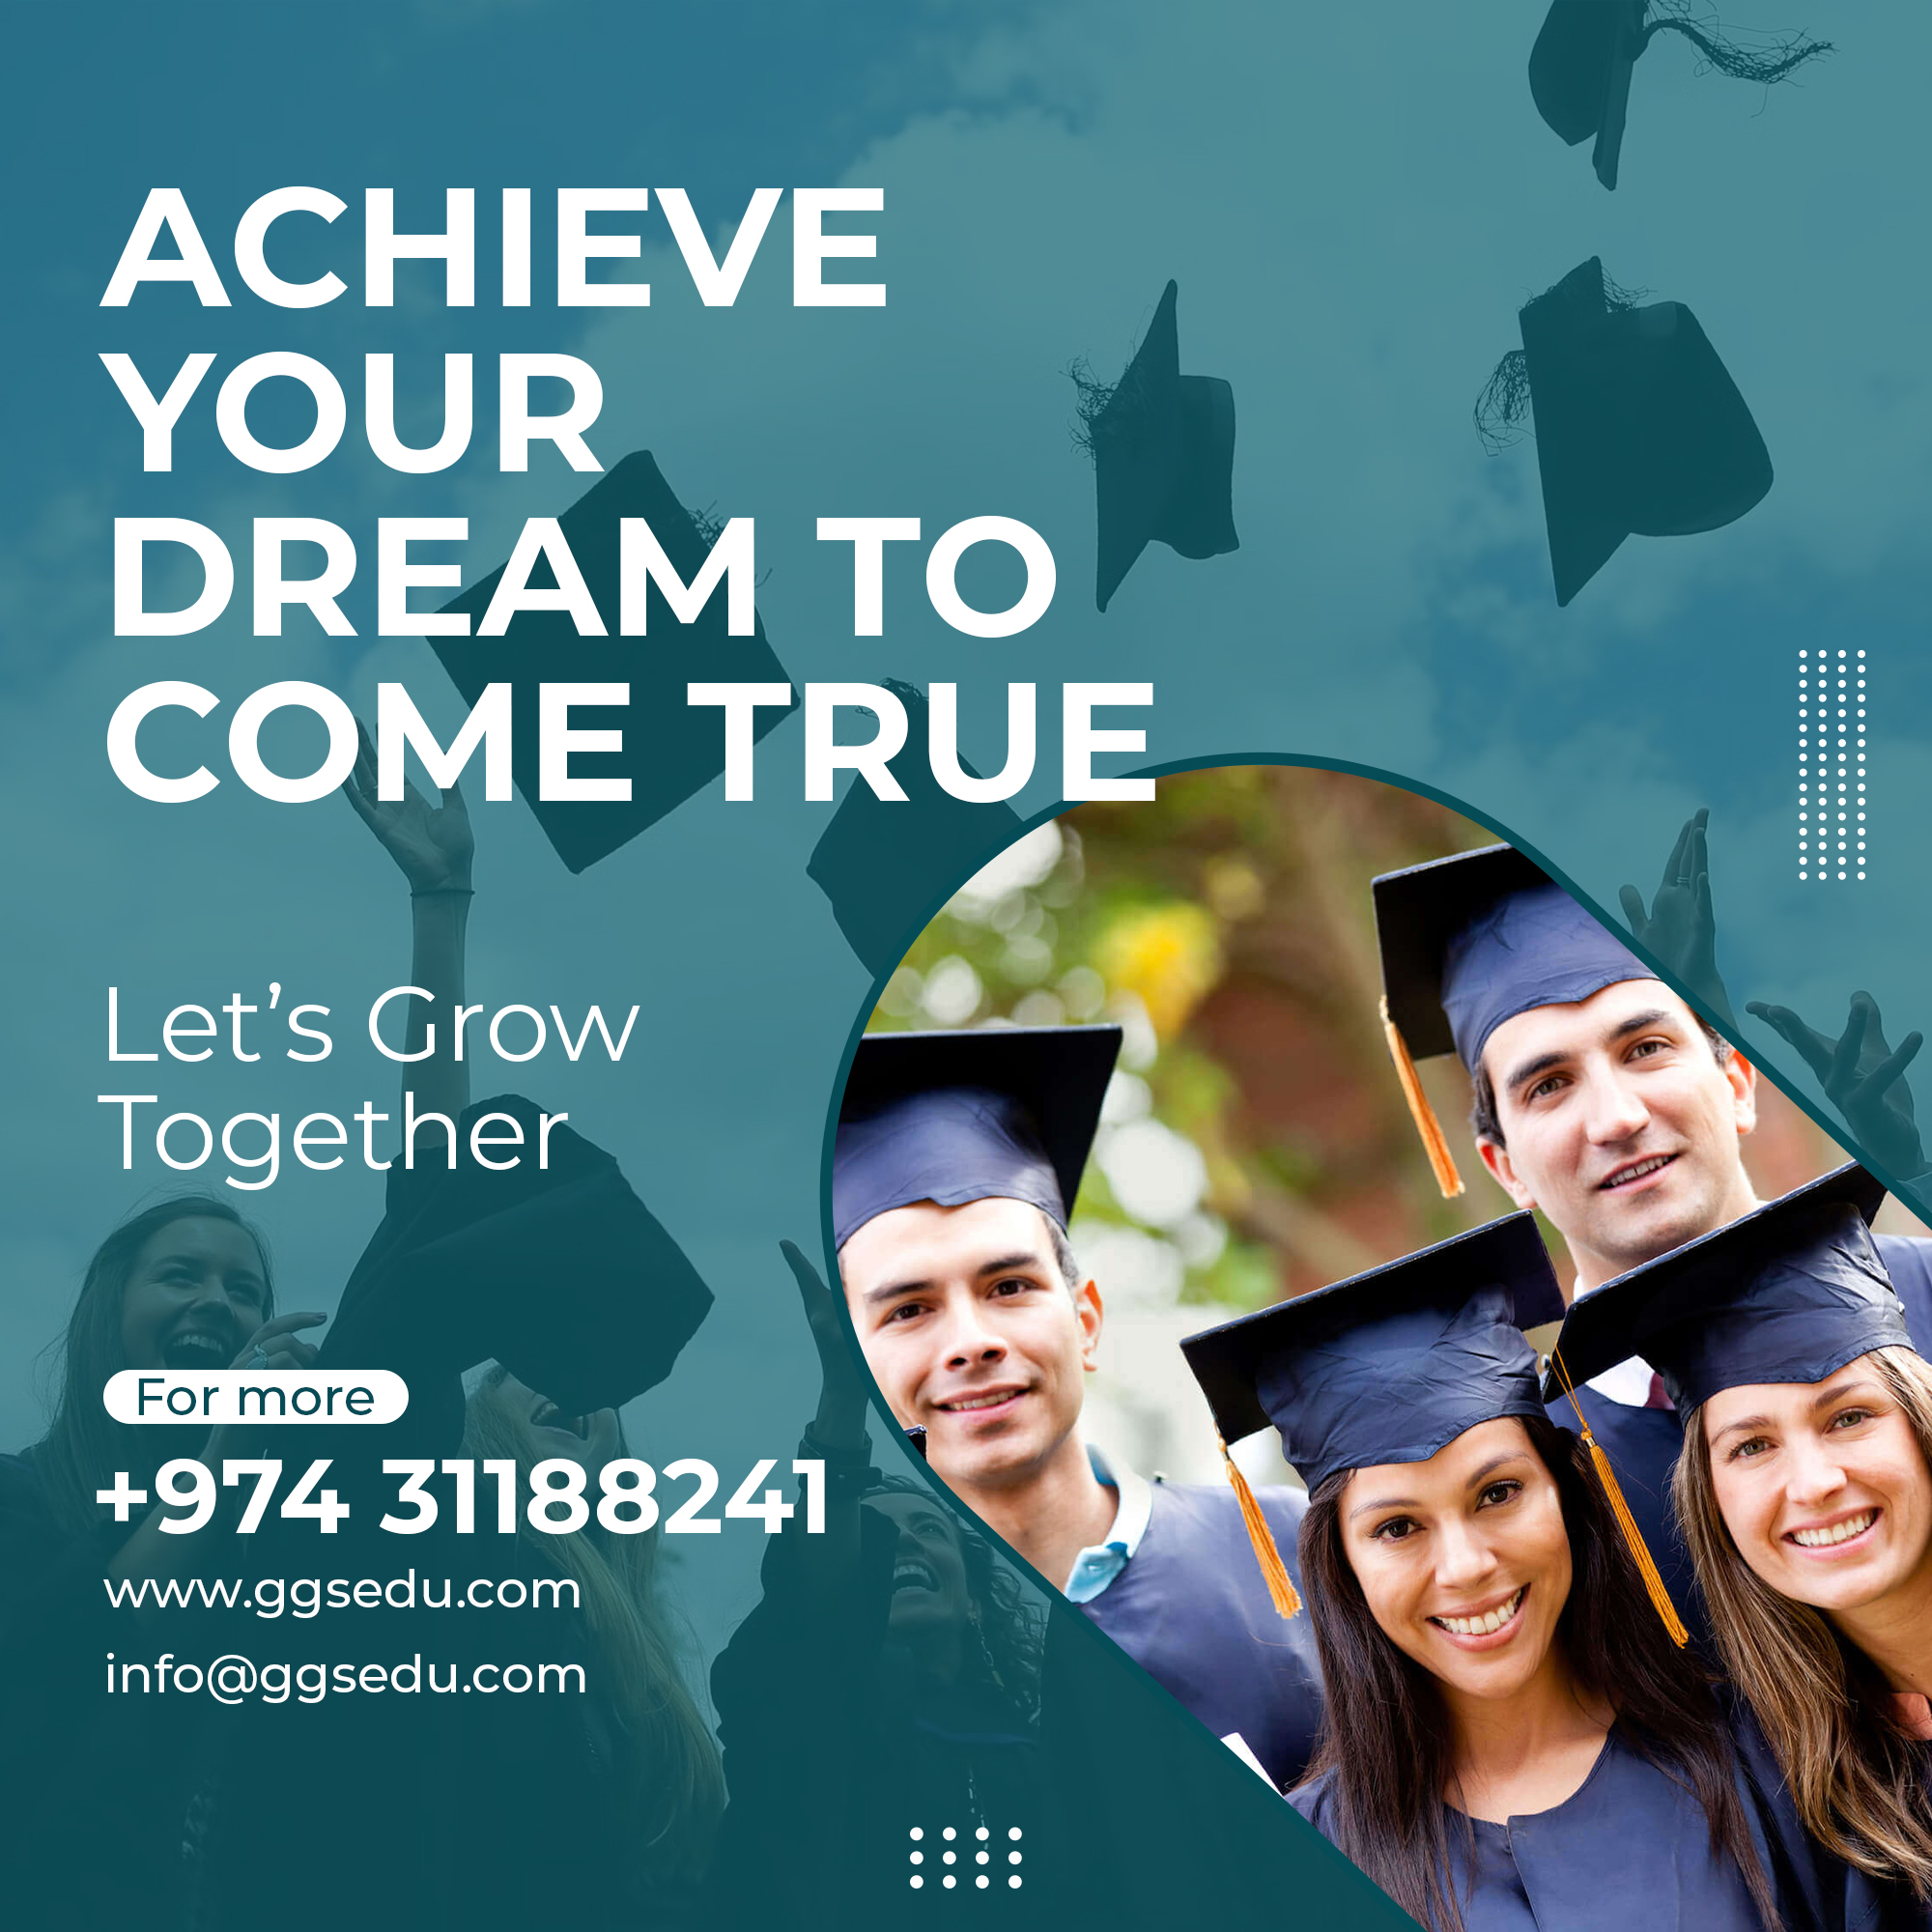 ACHIEVE
YOUR
DREAM TO
COME TRUE
Let’s Grow
Together
For more
+974 31188241
www.ggsedu.com
info@ggsedu.com